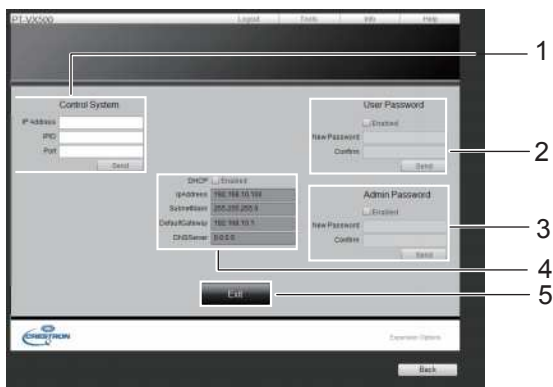 PT-VX500 Logout Tools Info Help
1
Control System
IP Address
IPID
Port
Send
User Password
Enabled
New Password
Confirm
Send
2
DHCP Enabled
IpAddress 192.168.10.100
SubnetMask 255.255.255.0
DefaultGateway 192.168.10.1
DNSServer 0.0.0.0
Admin Password
Enabled
New Password
Confirm
Send
3
4
Exit
5
CRESTRON
Expansion Options
Back